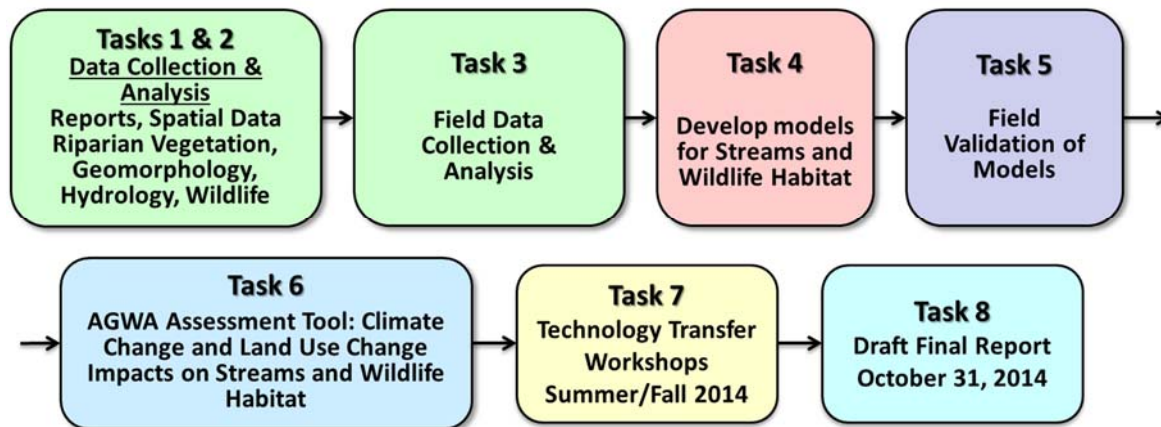 Tasks 1 & 2
Data Collection &
Analysis
Reports, Spatial Data
Riparian Vegetation,
Geomorphology,
Hydrology, Wildlife
Task 3
Field Data
Collection &
Analysis
Task 4
Develop models
for Streams and
Wildlife Habitat
Task 5
Field
Validation of
Models
Task 6
AGWA Assessment Tool: Climate
Change and Land Use Change
Impacts on Streams and Wildlife
Habitat
Task 7
Technology Transfer
Workshops
Summer/Fall 2014
Task 8
Draft Final Report
October 31, 2014